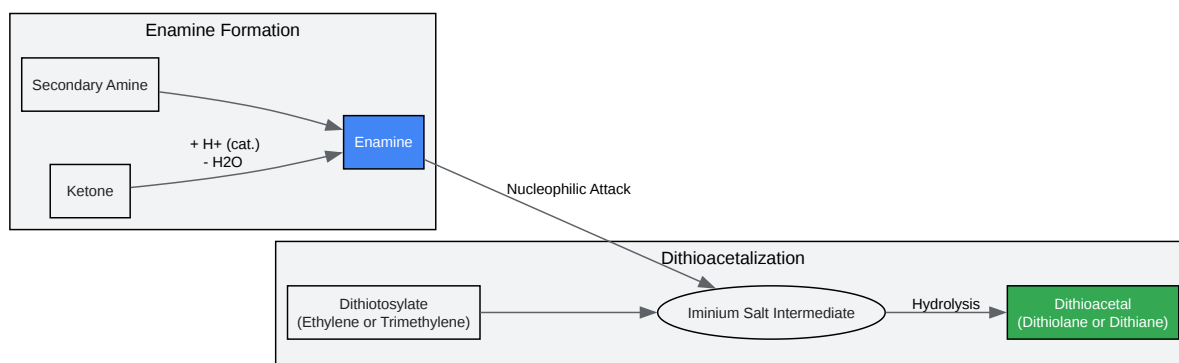 Enamine Formation
Secondary Amine
+ H+ (cat.)
- H2O
Enamine
Ketone
Nucleophilic Attack
Dithioacetalization
Dithiotosylate
(Ethylene or Trimethylene)
Iminium Salt Intermediate
Hydrolysis
Dithioacetal
(Dithiolane or Dithiane)